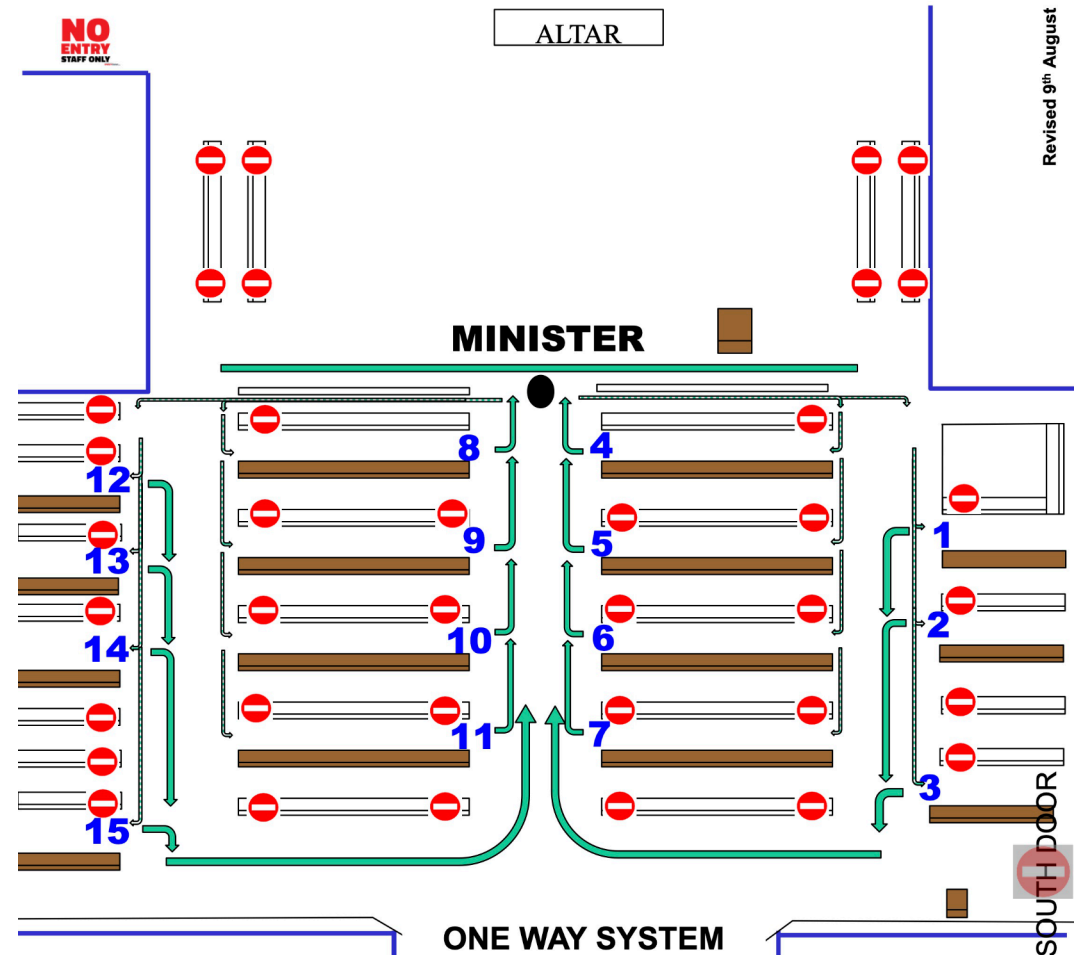 NO
ENTRY
STAFF ONLY
ALTAR
Revised 9th August
MINISTER
8
4
12
9
5
1
13
10
6
2
14
11
7
3
15
SOUTH DOOR
ONE WAY SYSTEM